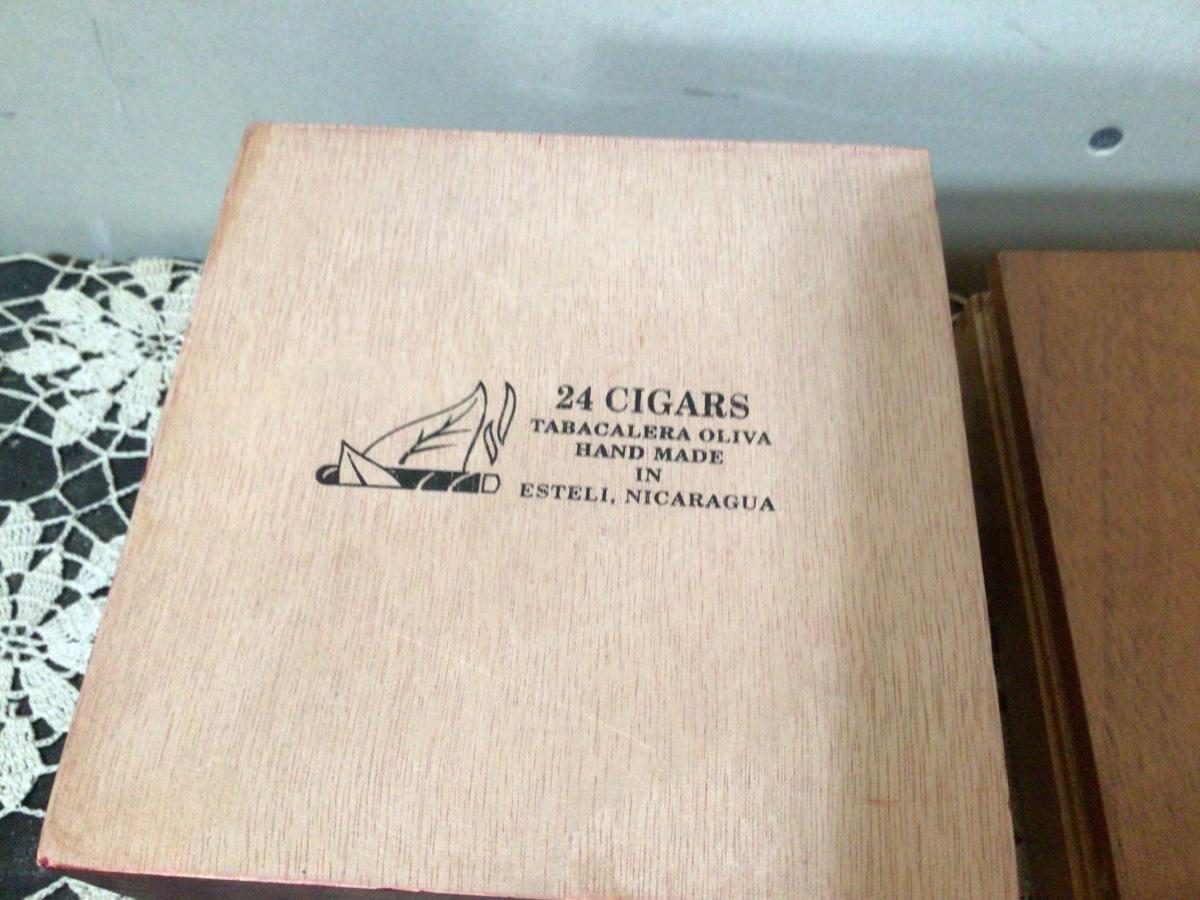 24 CIGARS
TABACALERA OLIVA
HAND MADE
IN
ESTELI, NICARAGUA